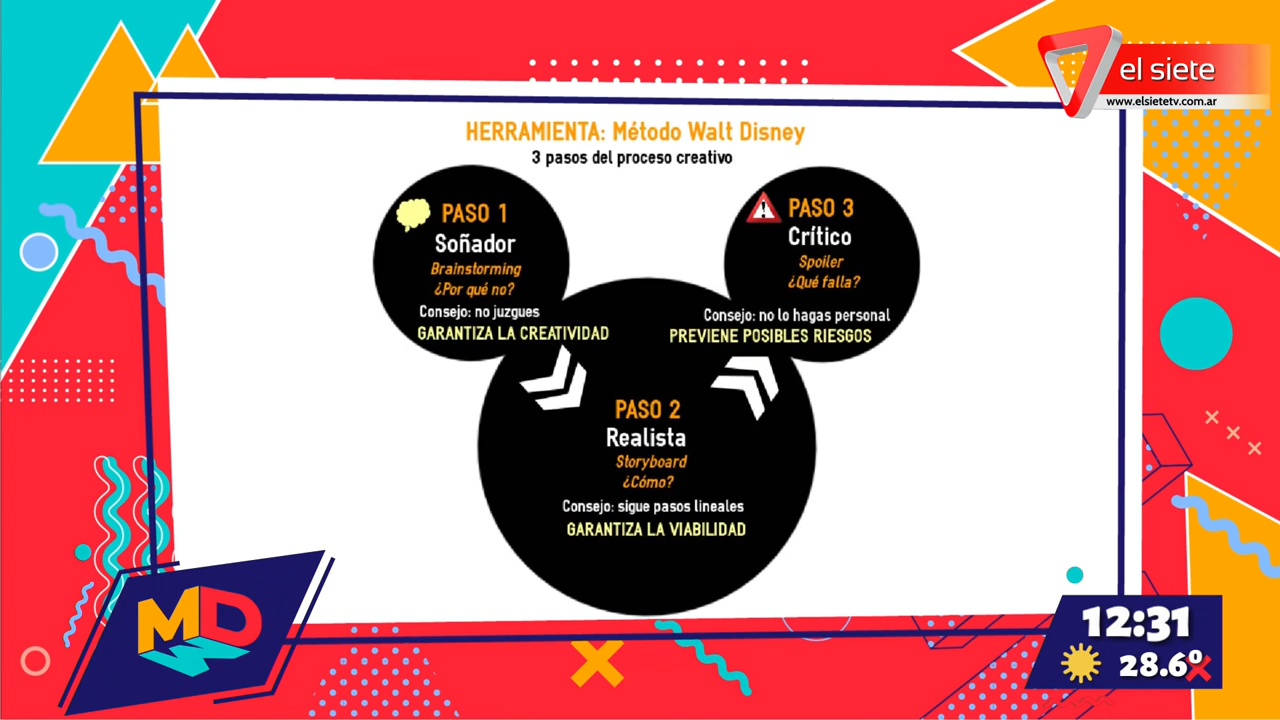 el siete
www.elsietetv.com.ar
HERRAMIENTA: Método Walt Disney
3 pasos del proceso creativo
PASO 1
Soñador
Brainstorming
¿Por qué no?
Consejo: no juzgues
GARANTIZA LA CREATIVIDAD
PASO 3
Crítico
Spoiler
¿Qué falla?
Consejo: no lo hagas personal
PREVIENE POSIBLES RIESGOS
PASO 2
Realista
Storyboard
¿Cómo?
Consejo: sigue pasos lineales
GARANTIZA LA VIABILIDAD
MD
12:31
28.6º